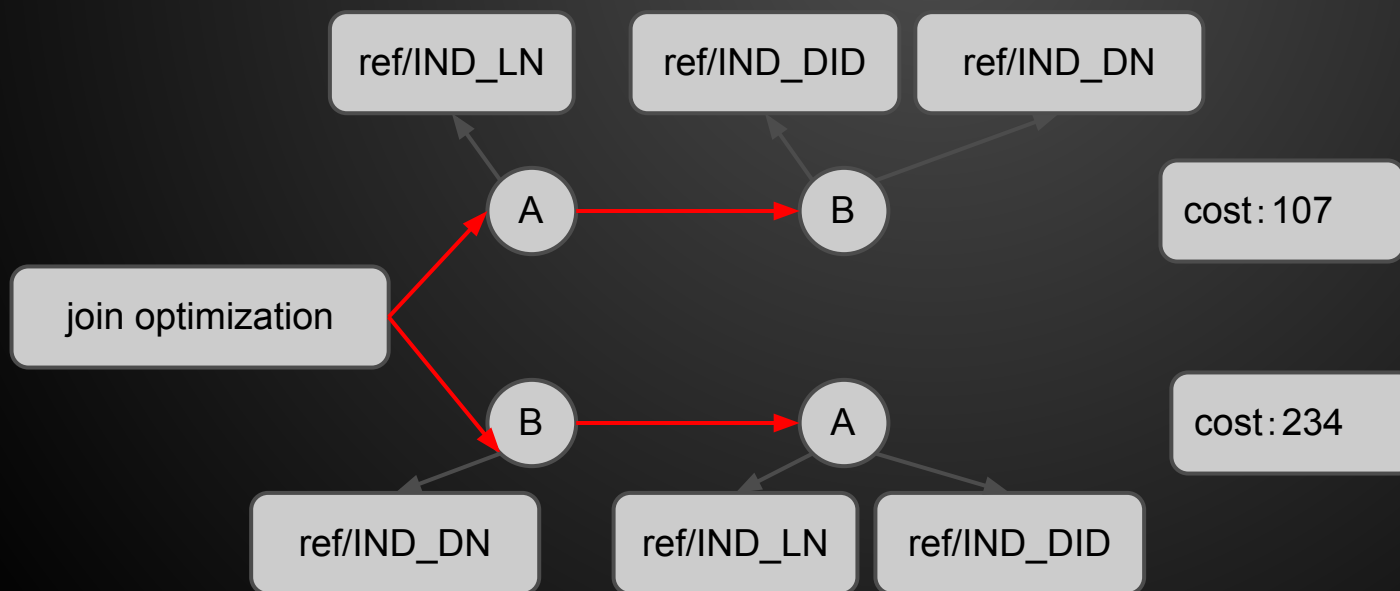 ref/IND_LN
ref/IND_DID
ref/IND_DN
A
B
cost:107
join optimization
B
A
cost:234
ref/IND_DN
ref/IND_LN
ref/IND_DID